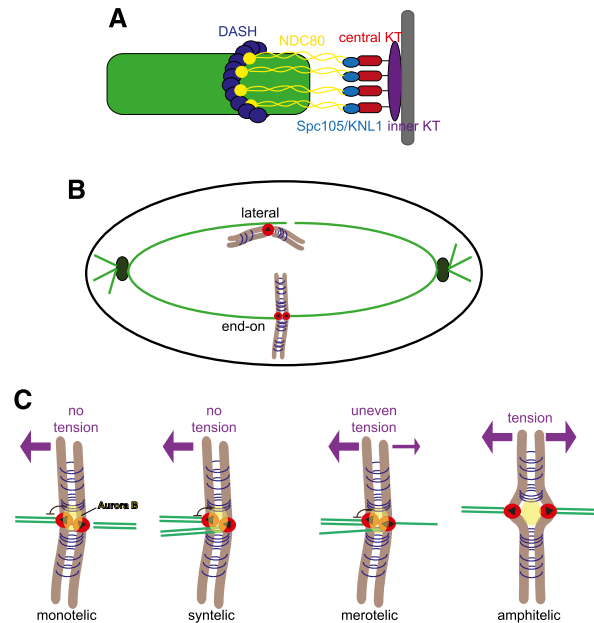 A
DASH
NDC80
central KT
Spc105/KNL1 inner KT
B
lateral
end-on
C
no
tension
no
tension
uneven
tension
tension
Aurora B
monotelic
syntelic
merotelic
amphitelic